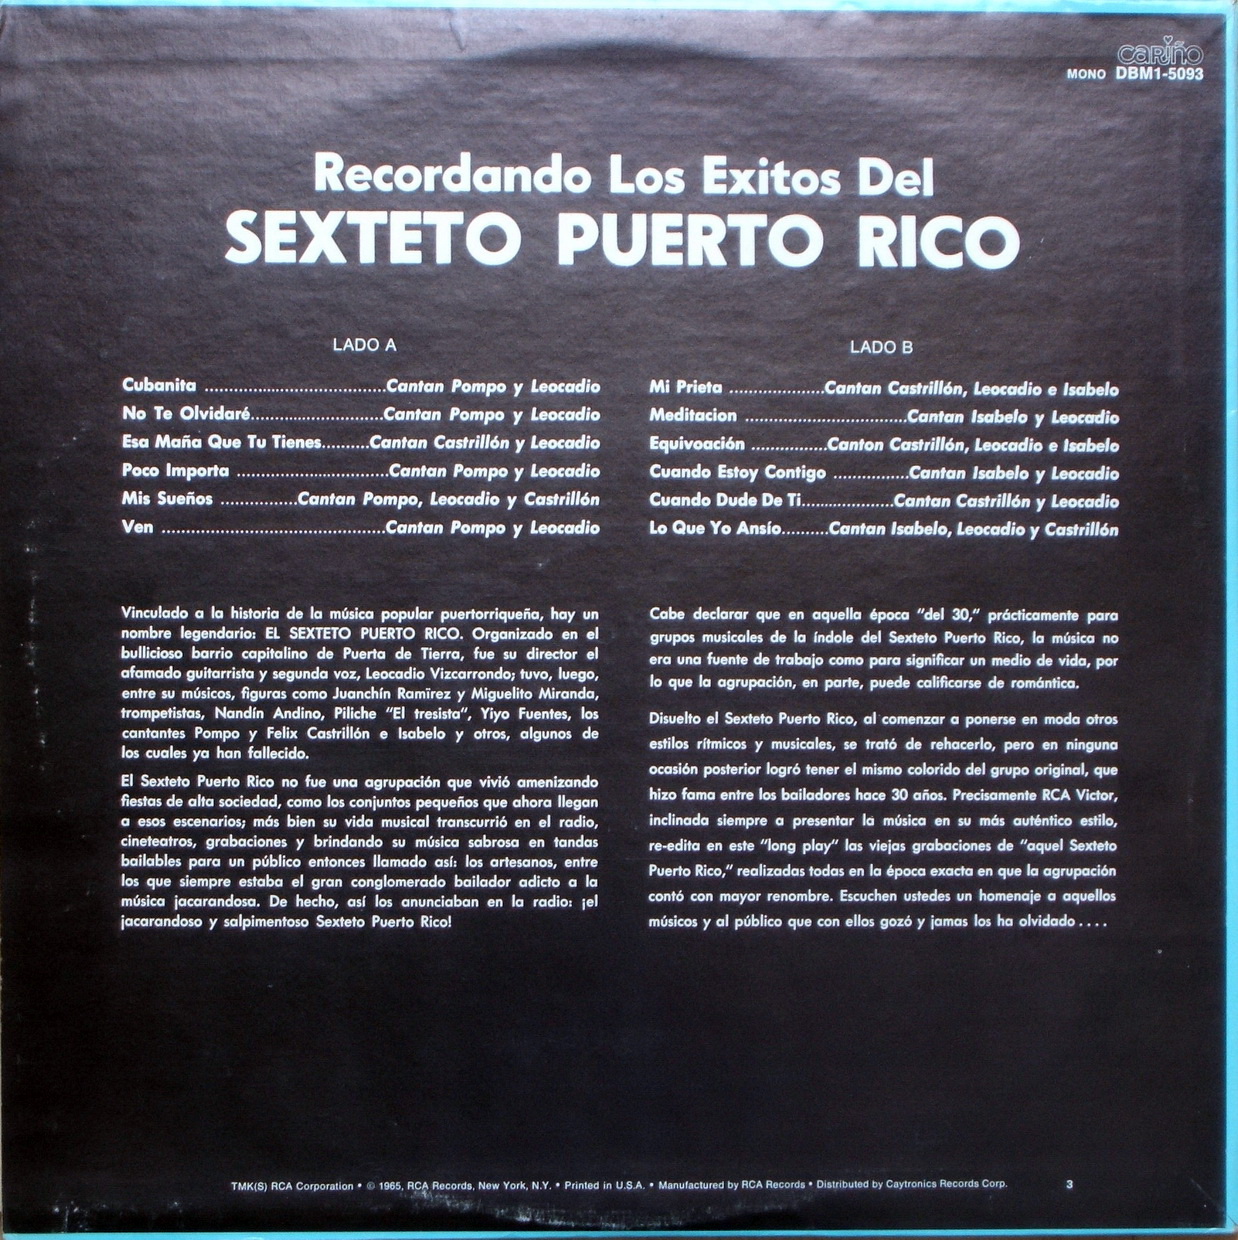 cariño
MONO DBM1-5093
Recordando Los Exitos Del
SEXTETO PUERTO RICO
LADO A
Cubanita .....................................Cantan Pompo y Leocadio
No Te Olvidaré...........................Cantan Pompo y Leocadio
Esa Maña Que Tu Tienes.........Cantan Castrillón y Leocadio
Poco Importa ...............................Cantan Pompo y Leocadio
Mis Sueños ................Cantan Pompo, Leocadio y Castrillón
Ven ..............................................Cantan Pompo y Leocadio
LADO B
Mi Prieta ...................Cantan Castrillón, Leocadio e Isabelo
Meditacion .................................Cantan Isabelo y Leocadio
Equivoación ...............Canton Castrillón, Leocadio e Isabelo
Cuando Estoy Contigo ...............Cantan Isabelo y Leocadio
Cuando Dude De Ti...................Cantan Castrillón y Leocadio
Lo Que Yo Ansío..........Cantan Isabelo, Leocadio y Castrillón
Vinculado a la historia de la música popular puertorriqueña, hay un
nombre legendario: EL SEXTETO PUERTO RICO. Organizado en el
bullicioso barrio capitalino de Puerta de Tierra, fue su director el
afamado guitarrista y segunda voz, Leocadio Vizcarrondo; tuvo, luego,
entre su músicos, figuras como Juanchín Ramïrez y Miguelito Miranda,
trompetistas, Nandín Andino, Piliche "El tresista", Yiyo Fuentes, los
cantantes Pompo y Felix Castrillón e Isabelo y otros, algunos de
los cuales ya han fallecido.
El Sexteto Puerto Rico no fue una agrupación que vivió amenizando
fiestas de alta sociedad, como los conjuntos pequeños que ahora llegan
a esos escenarios; más bien su vida musical transcurrió en el radio,
cineteatros, grabaciones y brindando su música sabrosa en tandas
bailables para un público entonces llamado así: los artesanos, entre
los que siempre estaba el gran conglomerado bailador adicto a la
música jacarandosa. De hecho, así los anunciaban en la radio: ¡el
jacarandoso y salpimentoso Sexteto Puerto Rico!
Cabe declarar que en aquella época "del 30," prácticamente para
grupos musicales de la índole del Sexteto Puerto Rico, la música no
era una fuente de trabajo como para significar un medio de vida, por
lo que la agrupación, en parte, puede calificarse de romántica.
Disuelto el Sexteto Puerto Rico, al comenzar a ponerse en moda otros
estilos rítmicos y musicales, se trató de rehacerlo, pero en ninguna
ocasión posterior logró tener el mismo colorido del grupo original, que
hizo fama entre los bailadores hace 30 años. Precisamente RCA Victor,
inclinada siempre a presentar la música en su más auténtico estilo,
re-edita en este "long play" las viejas grabaciones de "aquel Sexteto
Puerto Rico," realizadas todas en la época exacta en que la agrupación
contó con mayor renombre. Escuchen ustedes un homenaje a aquellos
músicos y al público que con ellos gozó y jamas los ha olvidado . . . .
TMK(S) RCA Corporation • © 1965, RCA Records, New York, N.Y. • Printed in U.S.A. • Manufactured by RCA Records • Distributed by Caytronics Records Corp. 3